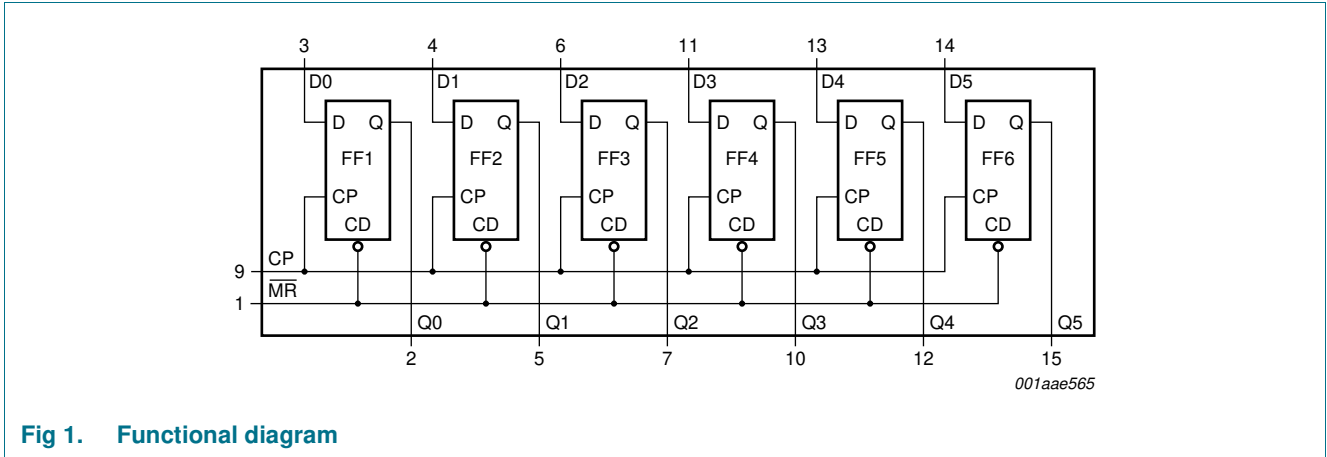 3 4 6 11 13 14
D0 D1 D2 D3 D4 D5
D Q D Q D Q D Q D Q D Q
FF1 FF2 FF3 FF4 FF5 FF6
CP CP CP CP CP CP
CD CD CD CD CD CD
9 CP
1 M̅R̅
Q0 Q1 Q2 Q3 Q4 Q5
2 5 7 10 12 15
001aae565
Fig 1. Functional diagram